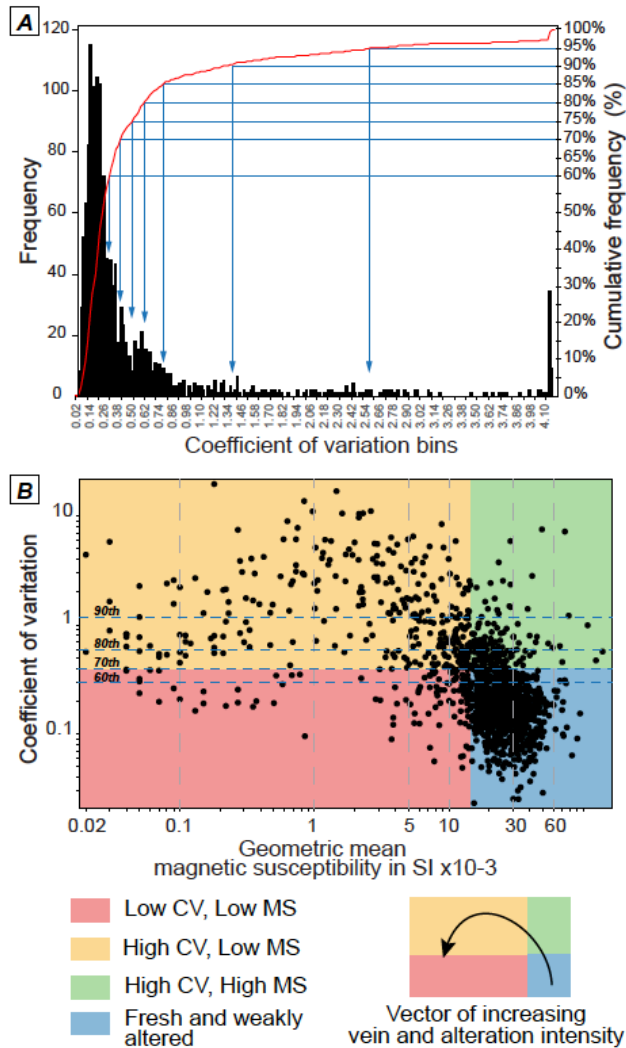 A
120
100
80
60
40
20
0
Frequency
100%
95%
90%
85%
80%
75%
70%
60%
50%
40%
30%
20%
10%
0%
Cumulative frequency (%)
0.02 0.14 0.26 0.38 0.50 0.62 0.74 0.86 0.98 1.10 1.22 1.34 1.46 1.58 1.70 1.82 1.94 2.06 2.18 2.30 2.42 2.54 2.66 2.78 2.90 3.02 3.14 3.26 3.38 3.50 3.62 3.74 3.86 3.98 4.10
Coefficient of variation bins
B
10
1
0.1
Coefficient of varitation
90th
80th
70th
60th
0.02 0.1 1 5 10 30 60
Geometric mean
magnetic susceptibility in SI x10-3
Low CV, Low MS
High CV, Low MS
High CV, High MS
Fresh and weakly
altered
Vector of increasing
vein and alteration intensity